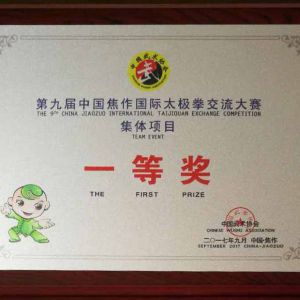 第九届中国焦作国际太极拳交流大赛
THE 9TH CHINA JIAOZUO INTERNATIONAL TAIJIQUAN EXCHANGE COMPETITION
集体项目
TEAM EVENT
一等奖
THE FIRST PRIZE
中国武术协会
CHINESE WUSHU ASSOCIATION
二〇一七年九月 中国·焦作
SEPTEMBER 2017 CHINA·JIAOZUO